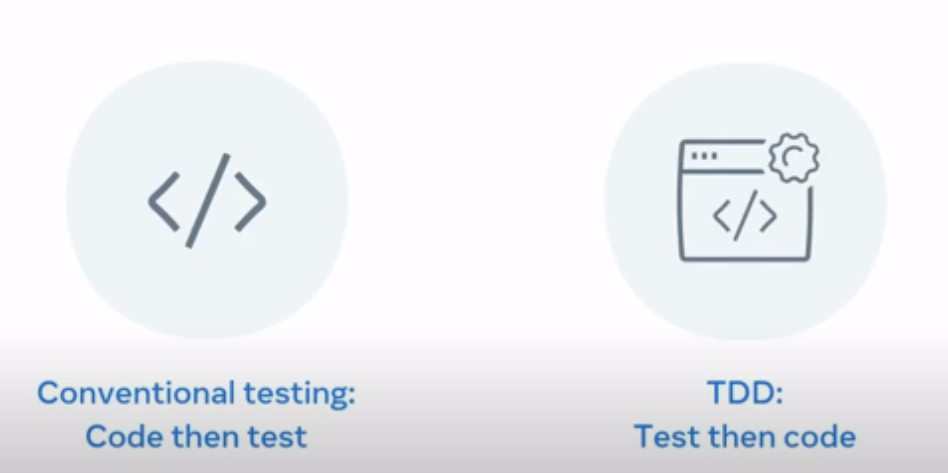 Conventional testing:
Code then test
TDD:
Test then code